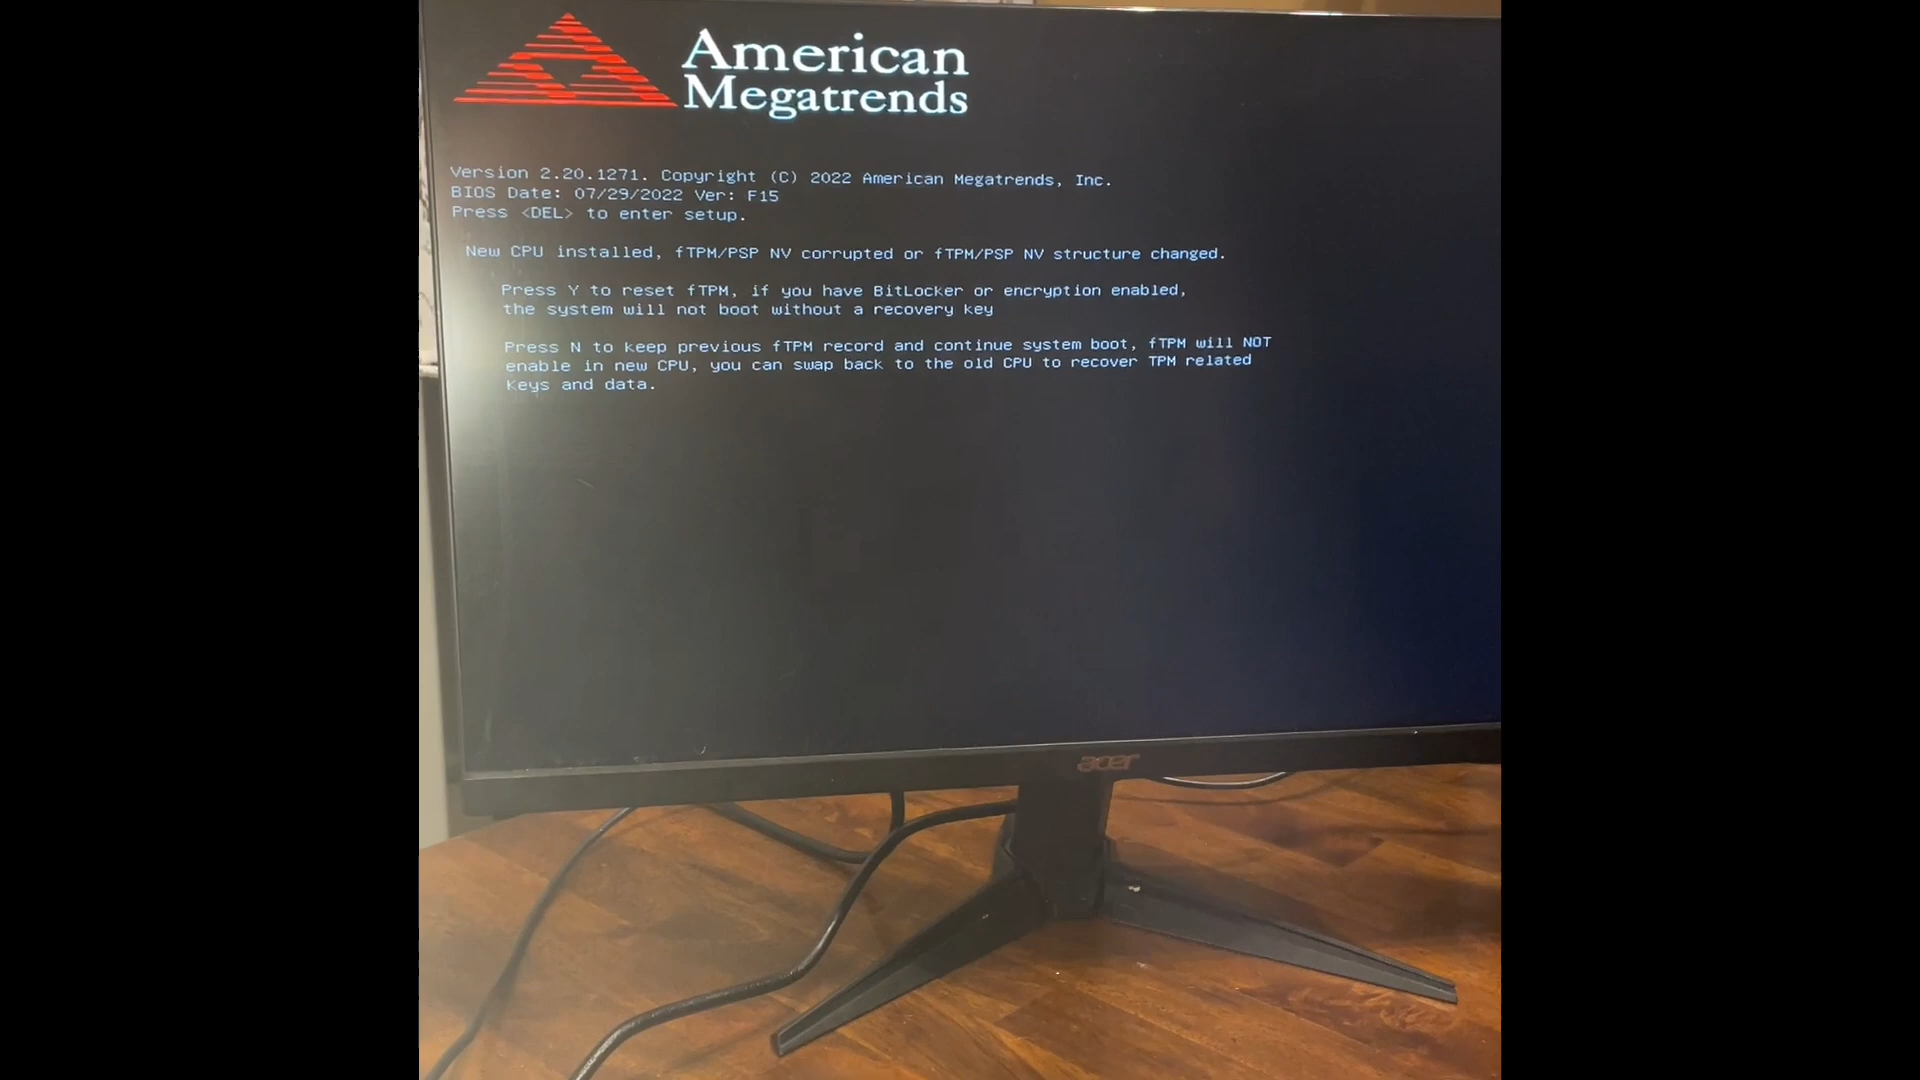 American
Megatrends
Version 2.20.1271. Copyright (C) 2022 American Megatrends, Inc.
BIOS Date: 07/29/2022 Ver: F15
Press <DEL> to enter setup.
New CPU installed, fTPM/PSP NV corrupted or fTPM/PSP NV structure changed.
Press Y to reset fTPM, if you have BitLocker or encryption enabled,
the system will not boot without a recovery key
Press N to keep previous fTPM record and continue system boot, fTPM will NOT
enable in new CPU, you can swap back to the old CPU to recover TPM related
Keys and data.
acer